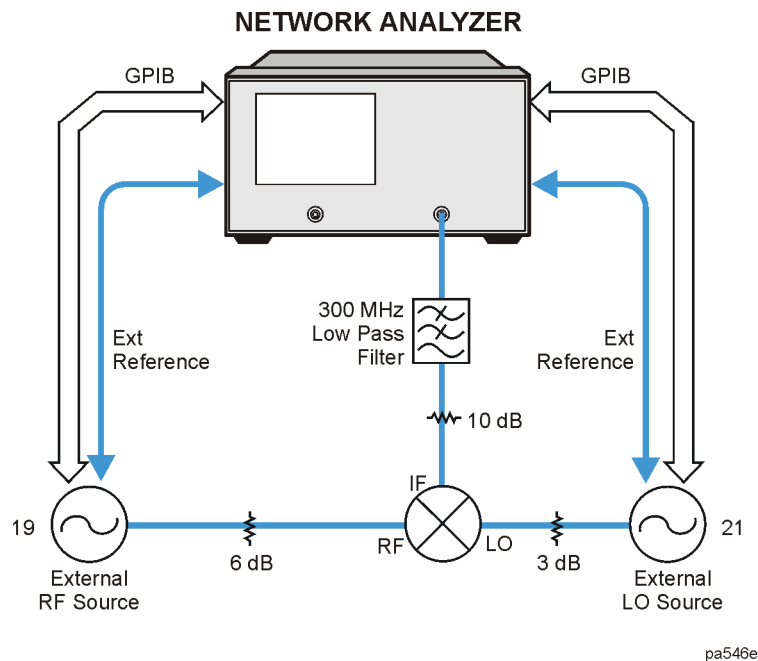 NETWORK ANALYZER
GPIB
GPIB
300 MHz
Low Pass
Filter
Ext
Reference
Ext
Reference
10 dB
IF
19
RF
LO
21
6 dB
3 dB
External
RF Source
External
LO Source
pa546e